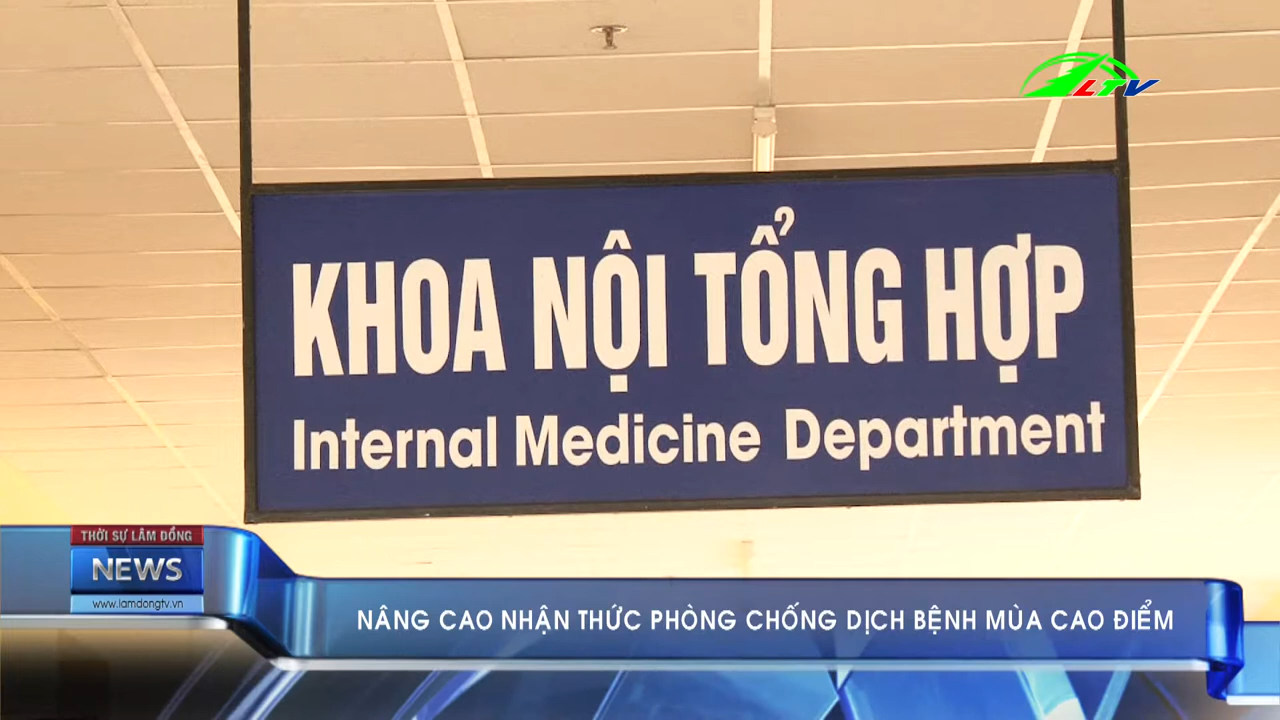 LTV
KHOA NỘI TỔNG HỢP
Internal Medicine Department
THỜI SỰ LÂM ĐỒNG
NEWS
www.lamdongtv.vn
NÂNG CAO NHẬN THỨC PHÒNG CHỐNG DỊCH BỆNH MÙA CAO ĐIỂM